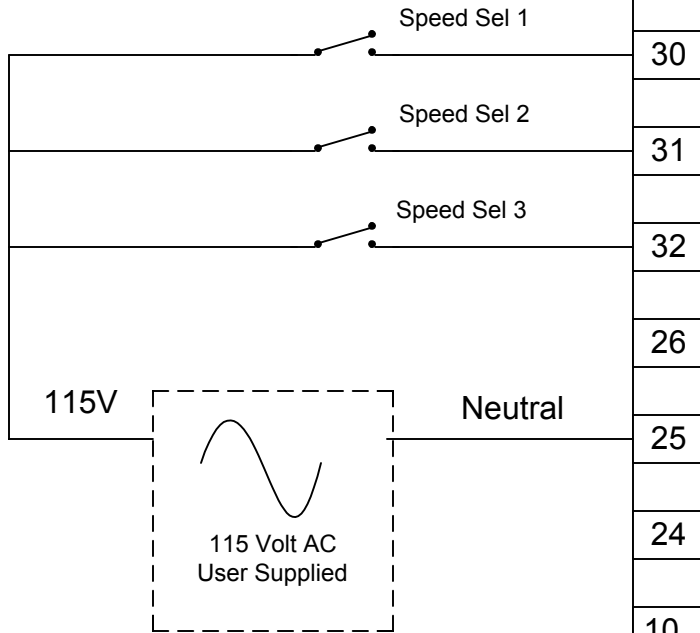 Speed Sel 1
30
Speed Sel 2
31
Speed Sel 3
32
26
115V
Neutral
25
115 Volt AC
User Supplied
24
10